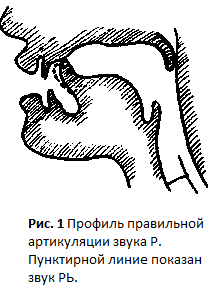 Рис. 1 Профиль правильной
артикуляции звука Р.
Пунктирной линие показан
звук РЬ.